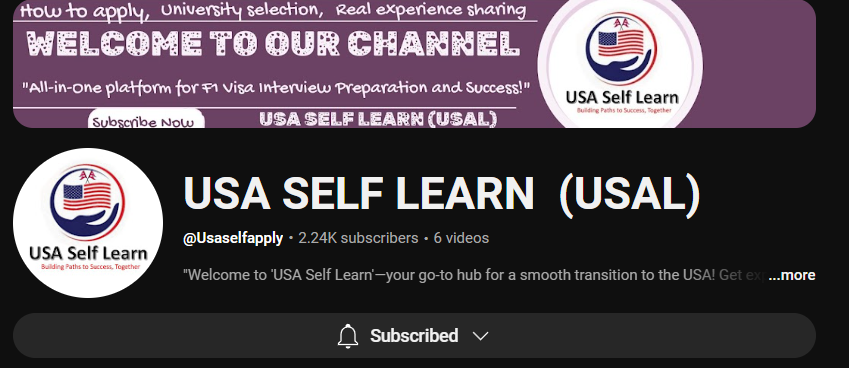 How to apply, University selection, Real experience sharing
WELCOME TO OUR CHANNEL
"All-in-One platform for F1 Visa Interview Preparation and Success!"
Subscribe Now
USA SELF LEARN (USAL)
USA Self Learn
Building Paths to Success, Together
USA Self Learn
Building Paths to Success, Together
USA SELF LEARN (USAL)
@Usaselfapply • 2.24K subscribers • 6 videos
"Welcome to 'USA Self Learn'—your go-to hub for a smooth transition to the USA! Get ...more
Subscribed